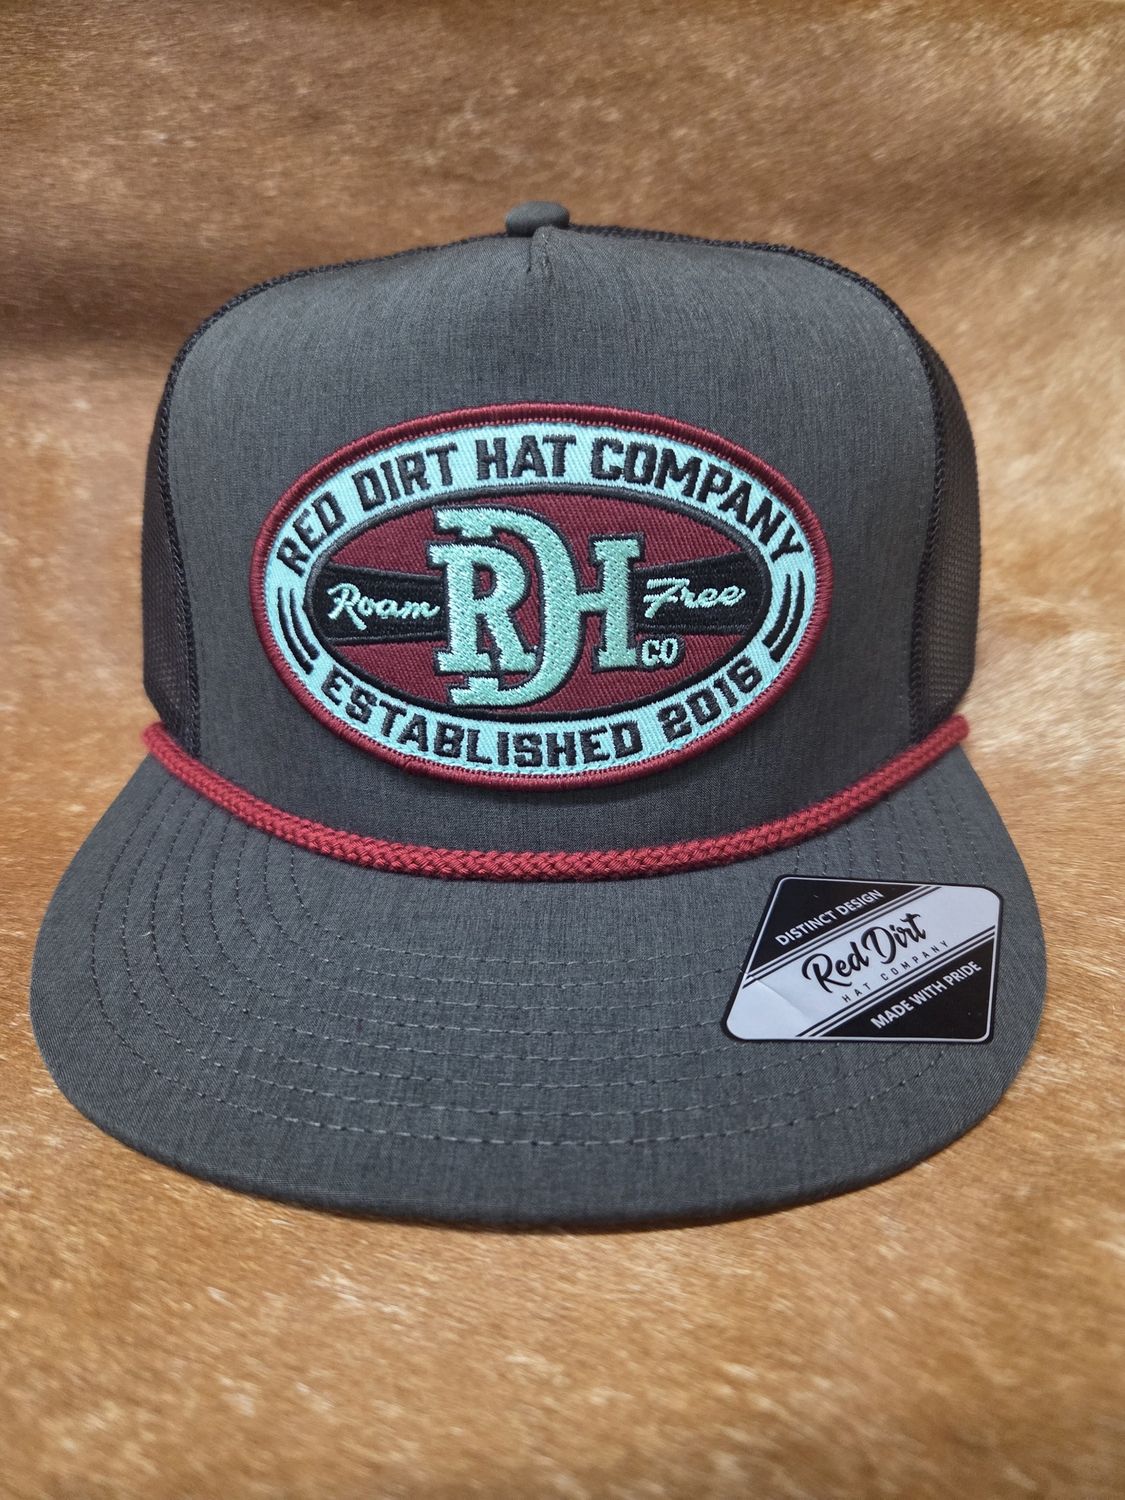 RED DIRT HAT COMPANY
RDH
Roam Free
CO
ESTABLISHED 2016
DISTINCT DESIGN
Red Dirt
HAT COMPANY
MADE WITH PRIDE